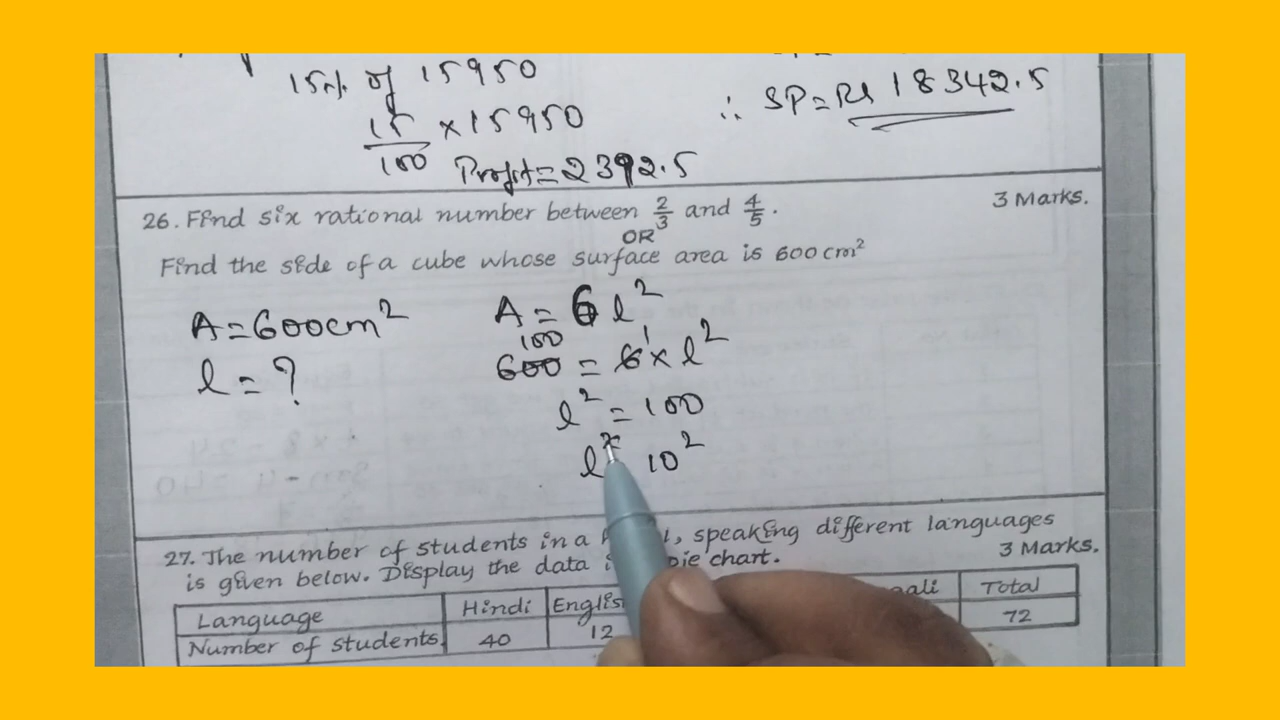 15% of 15950
∴ SP=Rs 18342.5
15/100 × 15950
Profit=2392.5
26. Find six rational number between 2/3 and 4/5. 3 Marks.
OR
Find the side of a cube whose surface area is 600 cm²
A=600cm² A = 6l²
l = ? 100 1
600 = 6 × l²
l² = 100
l² 10²
27. The number of students in a speaking different languages
is given below. Display the data pie chart. 3 Marks.
Language Hindi Total
Number of students 40 12 72